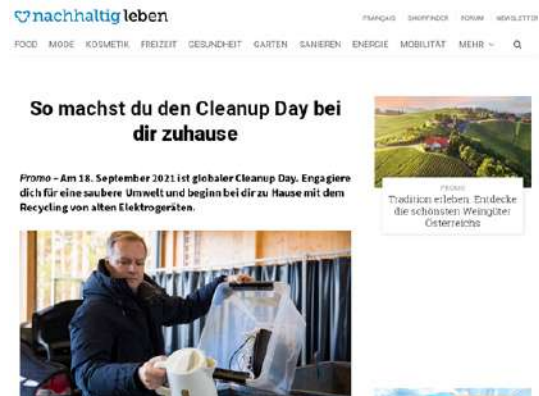 nachhaltig leben
FRANÇAIS SHOPFINDER FORUM NEWSLETTER
FOOD MODE KOSMETIK FREIZEIT GESUNDHEIT GARTEN SANIEREN ENERGIE MOBILITÄT MEHR
So machst du den Cleanup Day bei
dir zuhause
Promo – Am 18. September 2021 ist globaler Cleanup Day. Engagiere
dich für eine saubere Umwelt und beginn bei dir zu Hause mit dem
Recycling von alten Elektrogeräten.
PROMO
Tradition erleben: Entdecke
die schönsten Weingüter
Österreichs